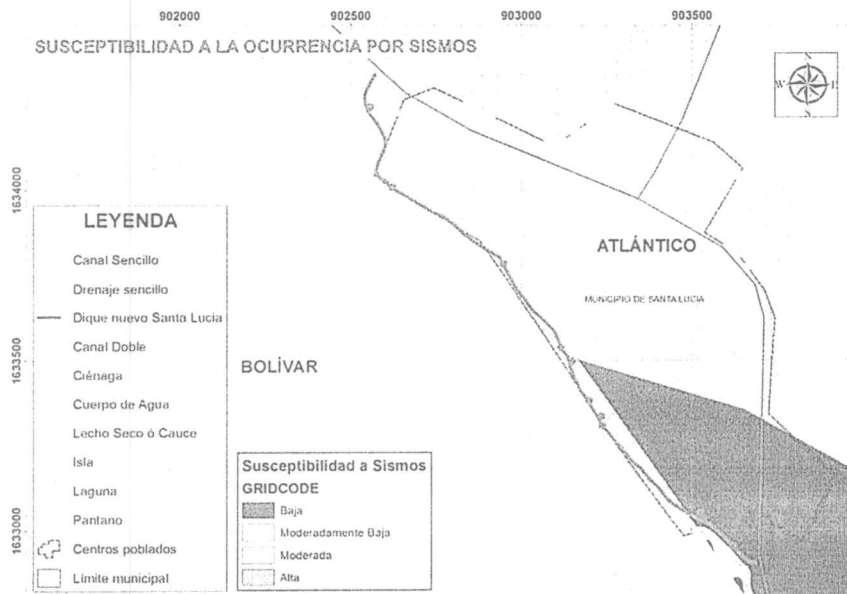 902000
902500
903000
903500
SUSCEPTIBILIDAD A LA OCURRENCIA POR SISMOS
N
W
E
S
1634000
1633500
1633000
LEYENDA
Canal Sencillo
Drenaje sencillo
Dique nuevo Santa Lucia
Canal Doble
Ciénaga
Cuerpo de Agua
Lecho Seco ó Cauce
Isla
Laguna
Pantano
Centros poblados
Límite municipal
BOLÍVAR
ATLÁNTICO
MUNICIPIO DE SANTA LUCIA
Susceptibilidad a Sismos
GRIDCODE
Baja
Moderadamente Baja
Moderada
Alta